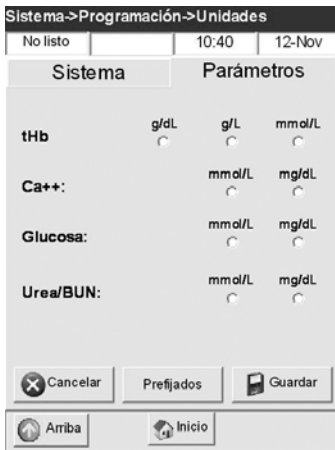 Sistema->Programación->Unidades
No listo 10:40 12-Nov
Sistema Parámetros
g/dL g/L mmol/L
tHb
mmol/L mg/dL
Ca++:
mmol/L mg/dL
Glucosa:
mmol/L mg/dL
Urea/BUN:
Cancelar Prefijados Guardar
Arriba Inicio